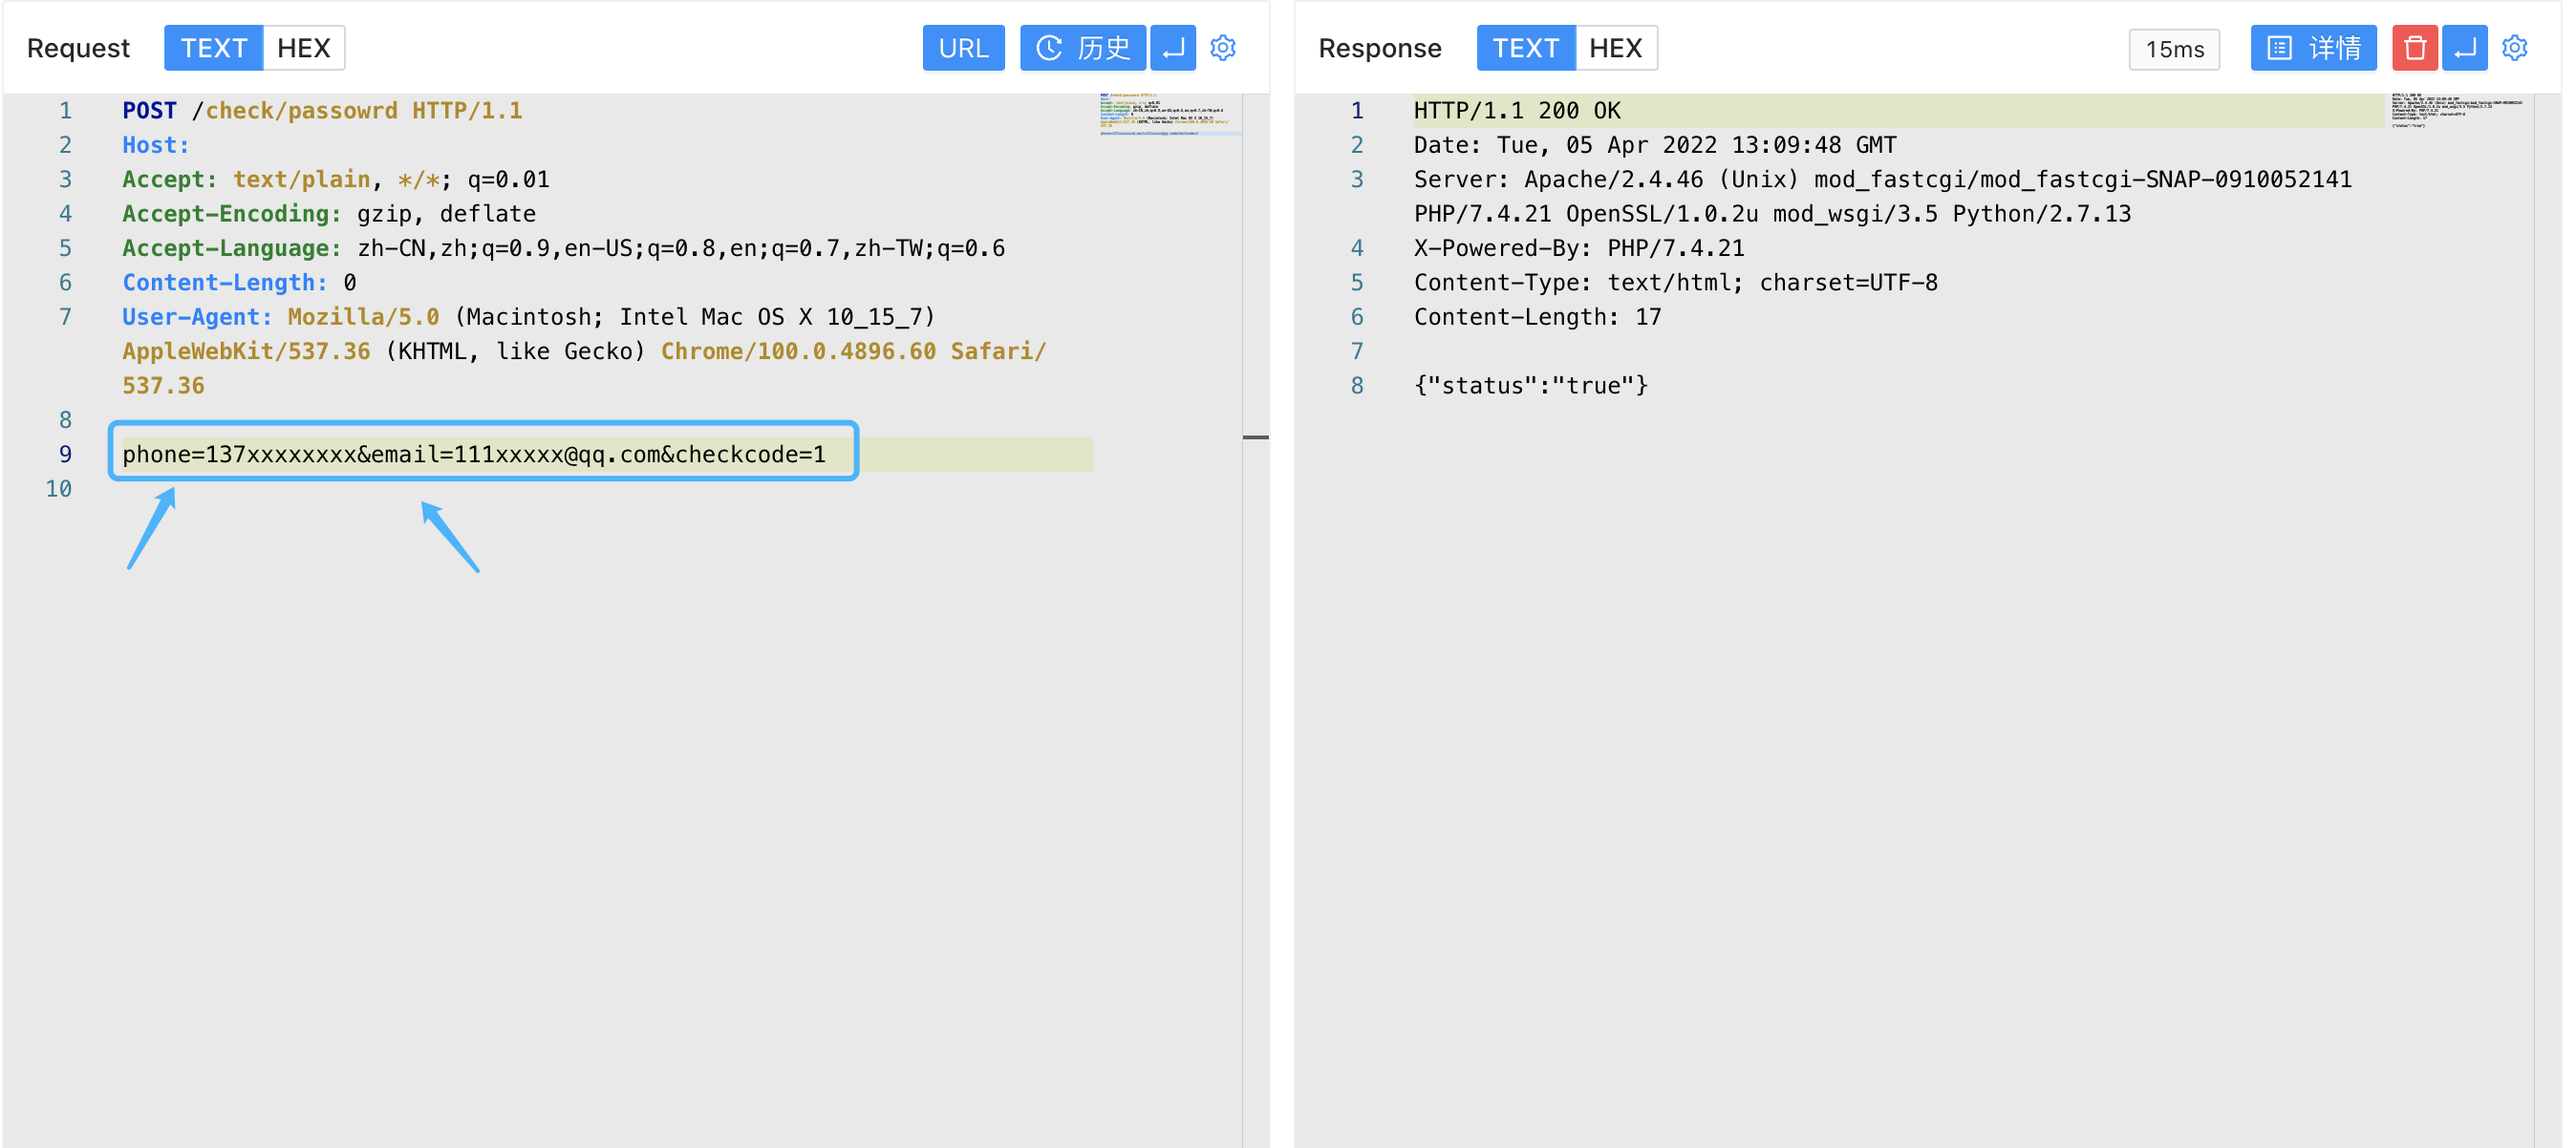 Request TEXT HEX URL 历史
1 POST /check/passowrd HTTP/1.1
2 Host:
3 Accept: text/plain, */*; q=0.01
4 Accept-Encoding: gzip, deflate
5 Accept-Language: zh-CN,zh;q=0.9,en-US;q=0.8,en;q=0.7,zh-TW;q=0.6
6 Content-Length: 0
7 User-Agent: Mozilla/5.0 (Macintosh; Intel Mac OS X 10_15_7)
AppleWebKit/537.36 (KHTML, like Gecko) Chrome/100.0.4896.60 Safari/
537.36
8
9 phone=137xxxxxxxx&email=111xxxxx@qq.com&checkcode=1
10
Response TEXT HEX 15ms 详情
1 HTTP/1.1 200 OK
2 Date: Tue, 05 Apr 2022 13:09:48 GMT
3 Server: Apache/2.4.46 (Unix) mod_fastcgi/mod_fastcgi-SNAP-0910052141
PHP/7.4.21 OpenSSL/1.0.2u mod_wsgi/3.5 Python/2.7.13
4 X-Powered-By: PHP/7.4.21
5 Content-Type: text/html; charset=UTF-8
6 Content-Length: 17
7
8 {"status":"true"}